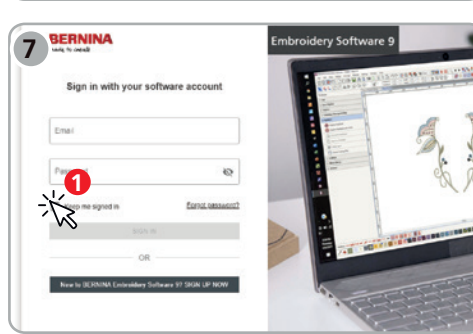 7
BERNINA
made to create
Embroidery Software 9
Sign in with your software account
Email
Password
1
Keep me signed in
Forgot password?
SIGN IN
OR
New to BERNINA Embroidery Software 9? SIGN UP NOW